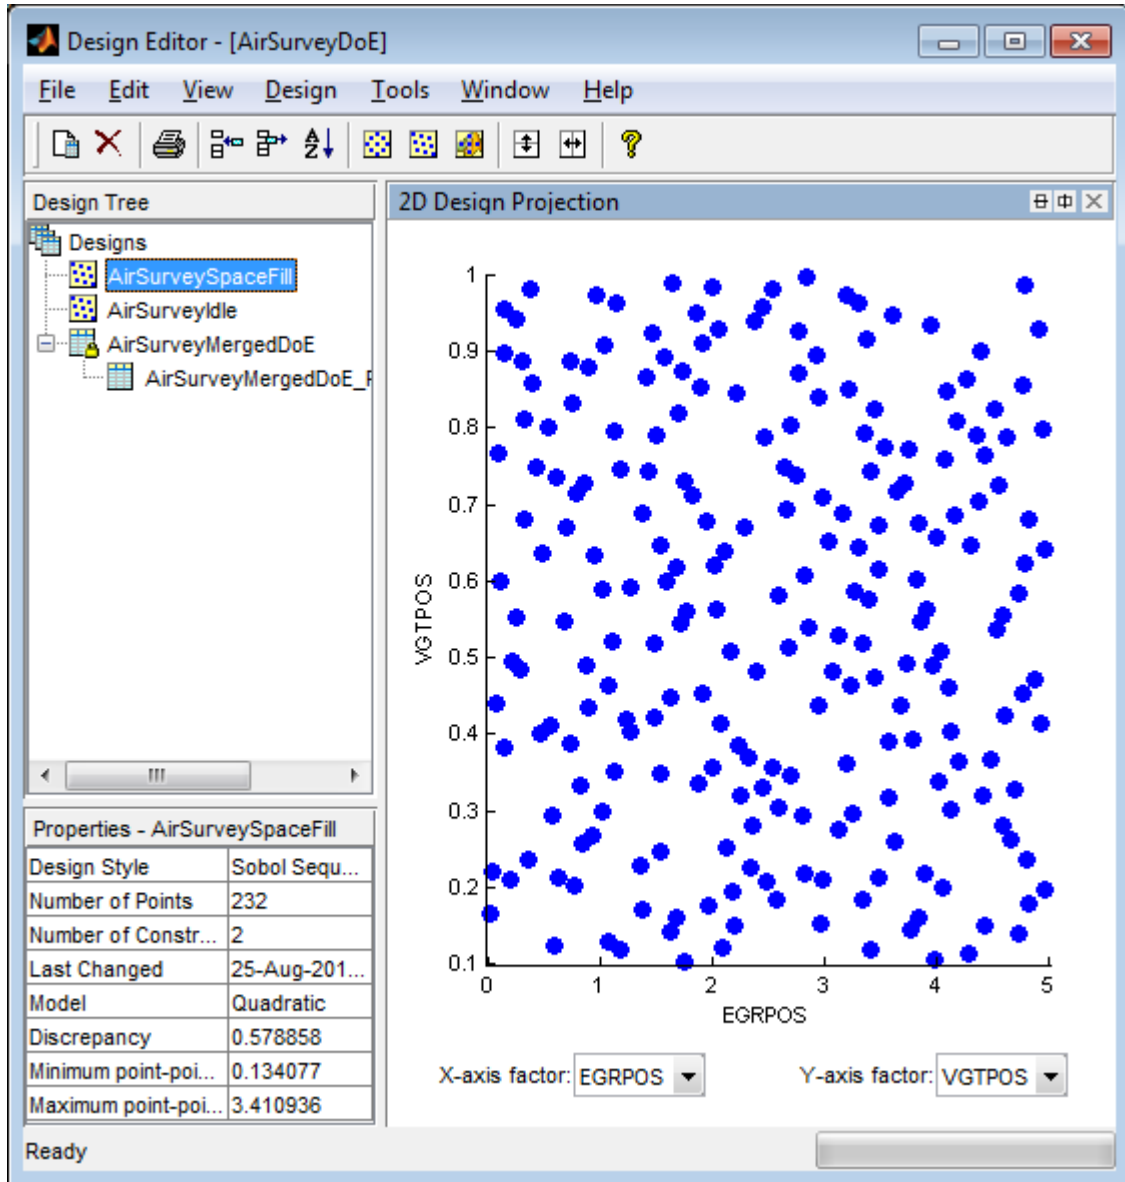 Design Editor - [AirSurveyDoE]
File Edit View Design Tools Window Help
Design Tree
Designs
AirSurveySpaceFill
AirSurveyIdle
AirSurveyMergedDoE
AirSurveyMergedDoE_F
Properties - AirSurveySpaceFill
Design Style Sobol Sequ...
Number of Points 232
Number of Constr... 2
Last Changed 25-Aug-201...
Model Quadratic
Discrepancy 0.578858
Minimum point-poi... 0.134077
Maximum point-poi... 3.410936
2D Design Projection
1
0.9
0.8
0.7
0.6
0.5
0.4
0.3
0.2
0.1
VGTPOS
0 1 2 3 4 5
EGRPOS
X-axis factor: EGRPOS
Y-axis factor: VGTPOS
Ready